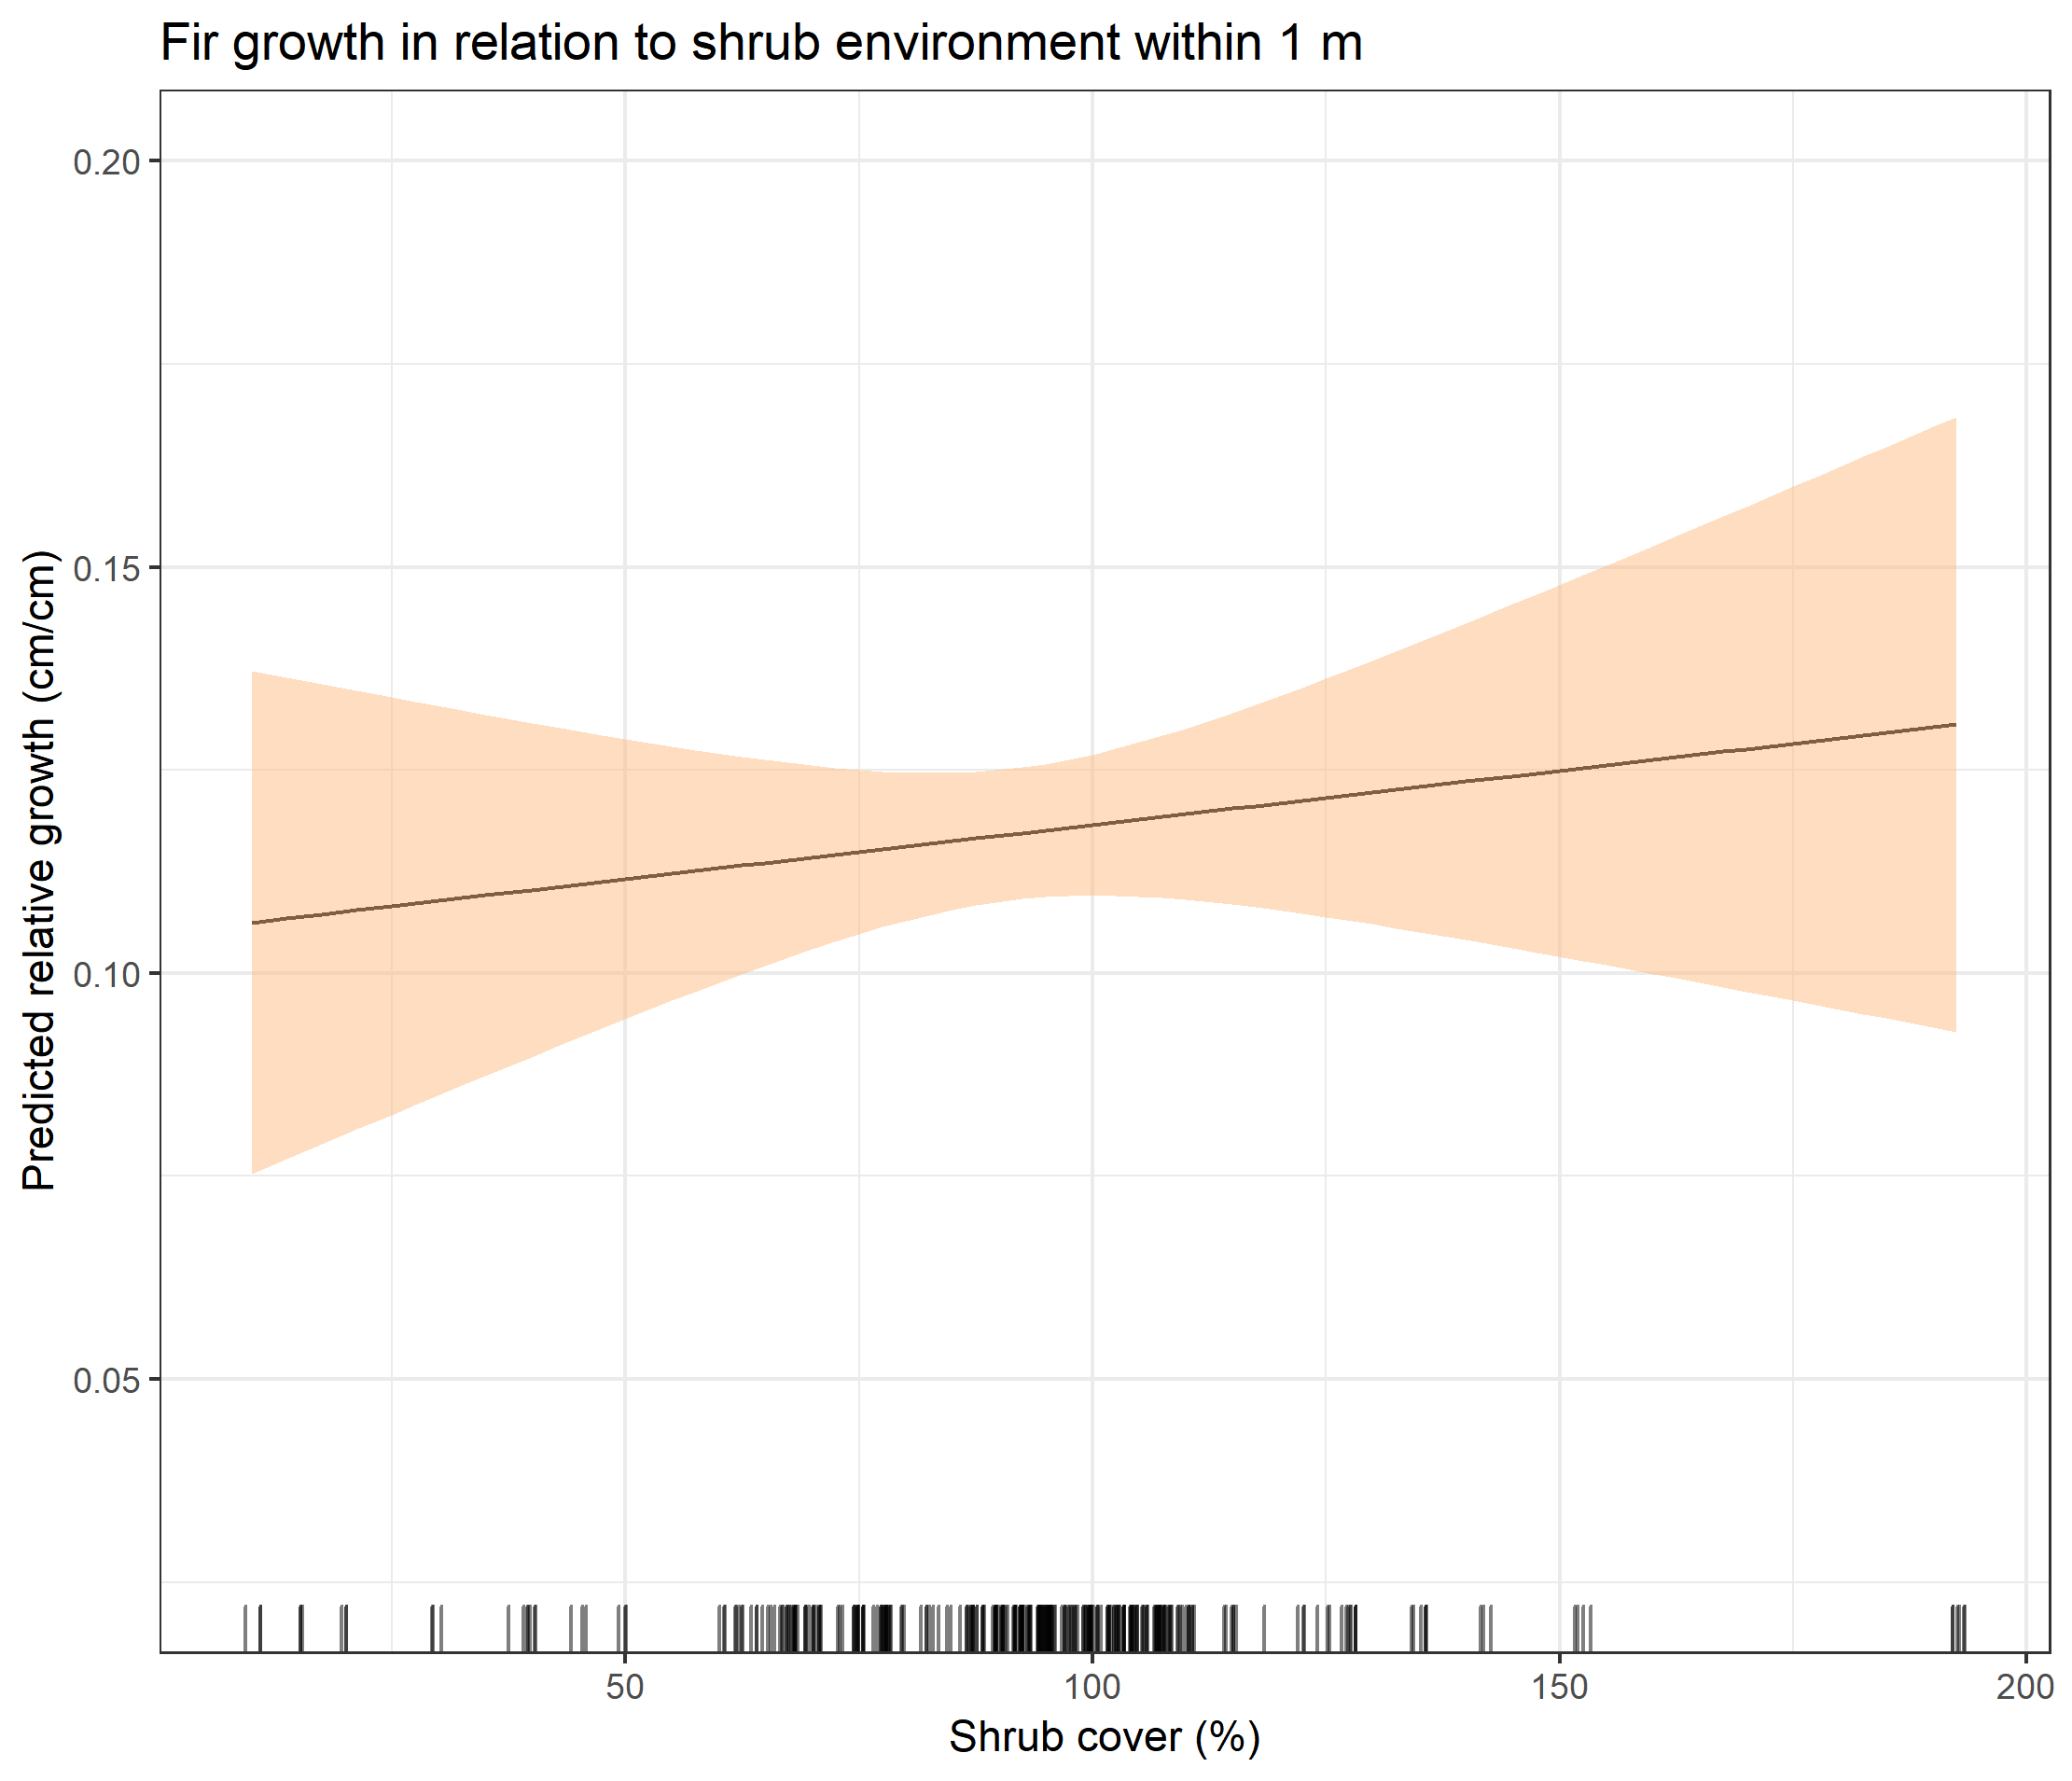 Fir growth in relation to shrub environment within 1 m
Predicted relative growth (cm/cm)
0.20
0.15
0.10
0.05
50
100
150
200
Shrub cover (%)